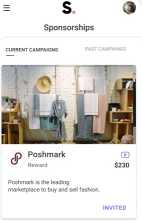 S.
Sponsorships
CURRENT CAMPAIGNS
PAST CAMPAIGNS
Poshmark
Reward
$230
Poshmark is the leading
marketplace to buy and sell fashion.
INVITED